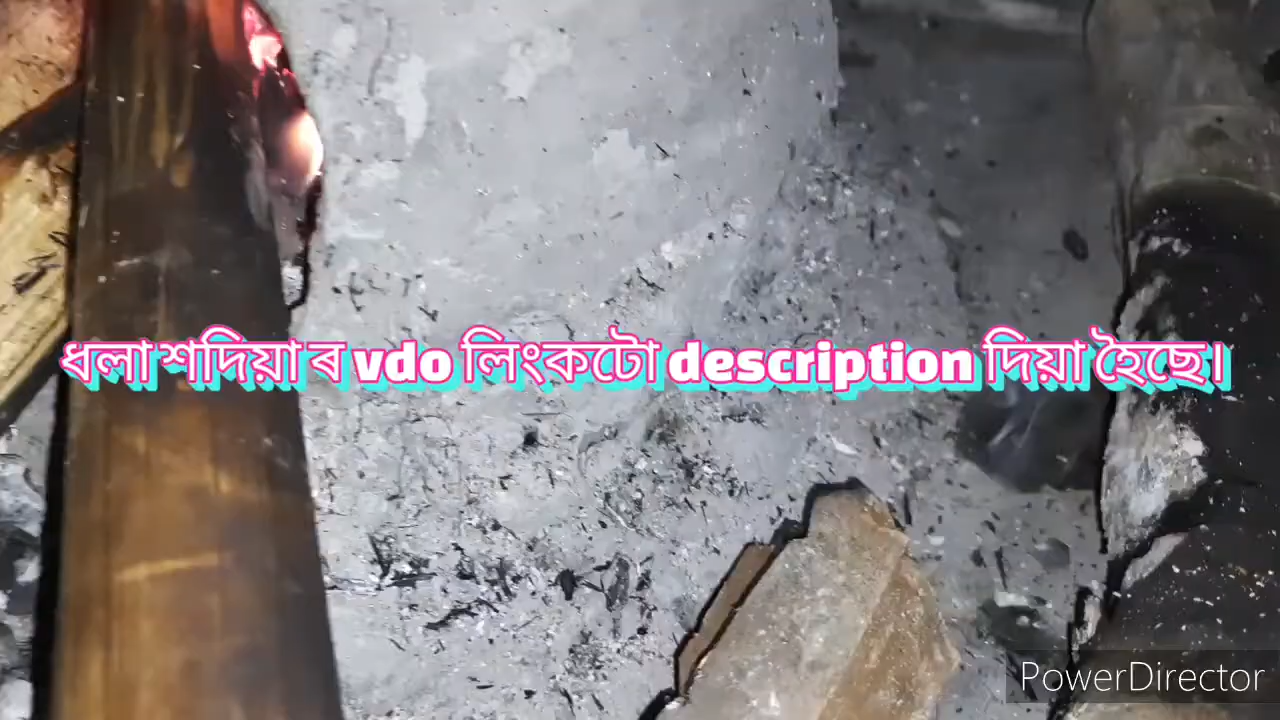 ধলা শদিয়া ৰ vdo লিংকটো description দিয়া হৈছে।
PowerDirector